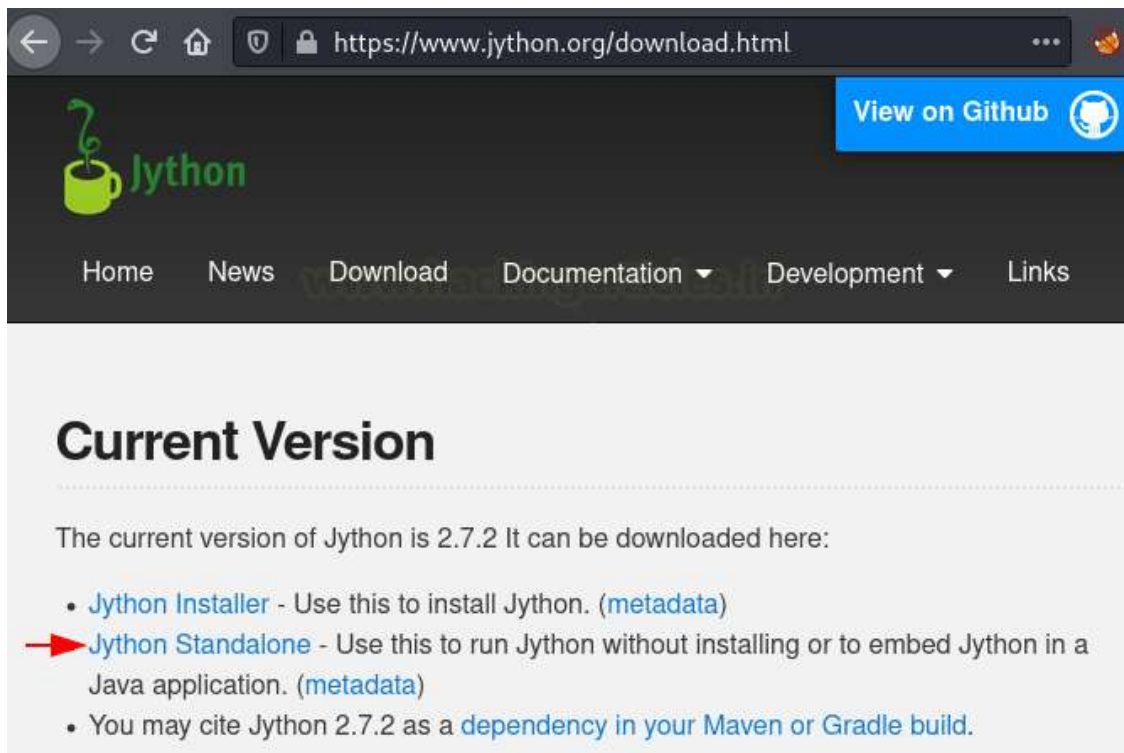 https://www.jython.org/download.html
View on Github
Jython
Home News Download Documentation Development Links
Current Version
The current version of Jython is 2.7.2 It can be downloaded here:
• Jython Installer - Use this to install Jython. (metadata)
Jython Standalone - Use this to run Jython without installing or to embed Jython in a
Java application. (metadata)
• You may cite Jython 2.7.2 as a dependency in your Maven or Gradle build.